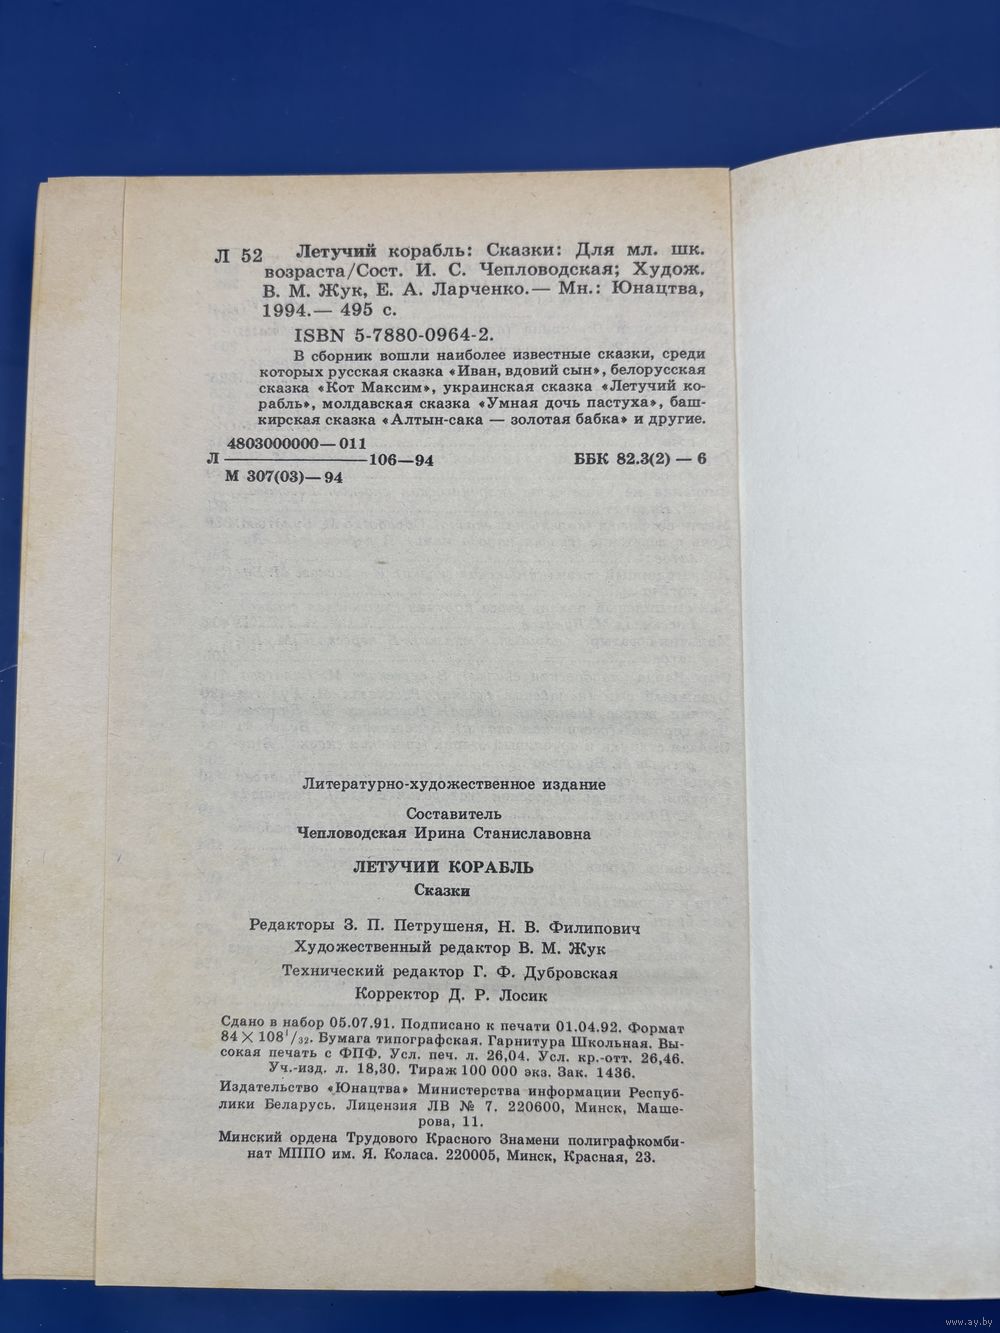 Л 52 Летучий корабль: Сказки: Для мл. шк.
возраста/Сост. И. С. Чепловодская; Худож.
В. М. Жук, Е. А. Ларченко.— Мн.: Юнацтва,
1994.— 495 с.
ISBN 5-7880-0964-2.
В сборник вошли наиболее известные сказки, среди
которых русская сказка «Иван, вдовий сын», белорусская
сказка «Кот Максим», украинская сказка «Летучий ко-
рабль», молдавская сказка «Умная дочь пастуха», баш-
кирская сказка «Алтын-сака — золотая бабка» и другие.
4803000000—011
Л 106—94 ББК 82.3(2) — 6
М 307(03)—94
Литературно-художественное издание
Составитель
Чепловодская Ирина Станиславовна
ЛЕТУЧИЙ КОРАБЛЬ
Сказки
Редакторы З. П. Петрушеня, Н. В. Филипович
Художественный редактор В. М. Жук
Технический редактор Г. Ф. Дубровская
Корректор Д. Р. Лосик
Сдано в набор 05.07.91. Подписано к печати 01.04.92. Формат
84×108 1/32. Бумага типографская. Гарнитура Школьная. Вы-
сокая печать с ФПФ. Усл. печ. л. 26,04. Усл. кр.-отт. 26,46.
Уч.-изд. л. 18,30. Тираж 100 000 экз. Зак. 1436.
Издательство «Юнацтва» Министерства информации Респуб-
лики Беларусь. Лицензия ЛВ № 7. 220600, Минск, Маше-
рова, 11.
Минский ордена Трудового Красного Знамени полиграфкомби-
нат МППО им. Я. Коласа. 220005, Минск, Красная, 23.
www.ay.by